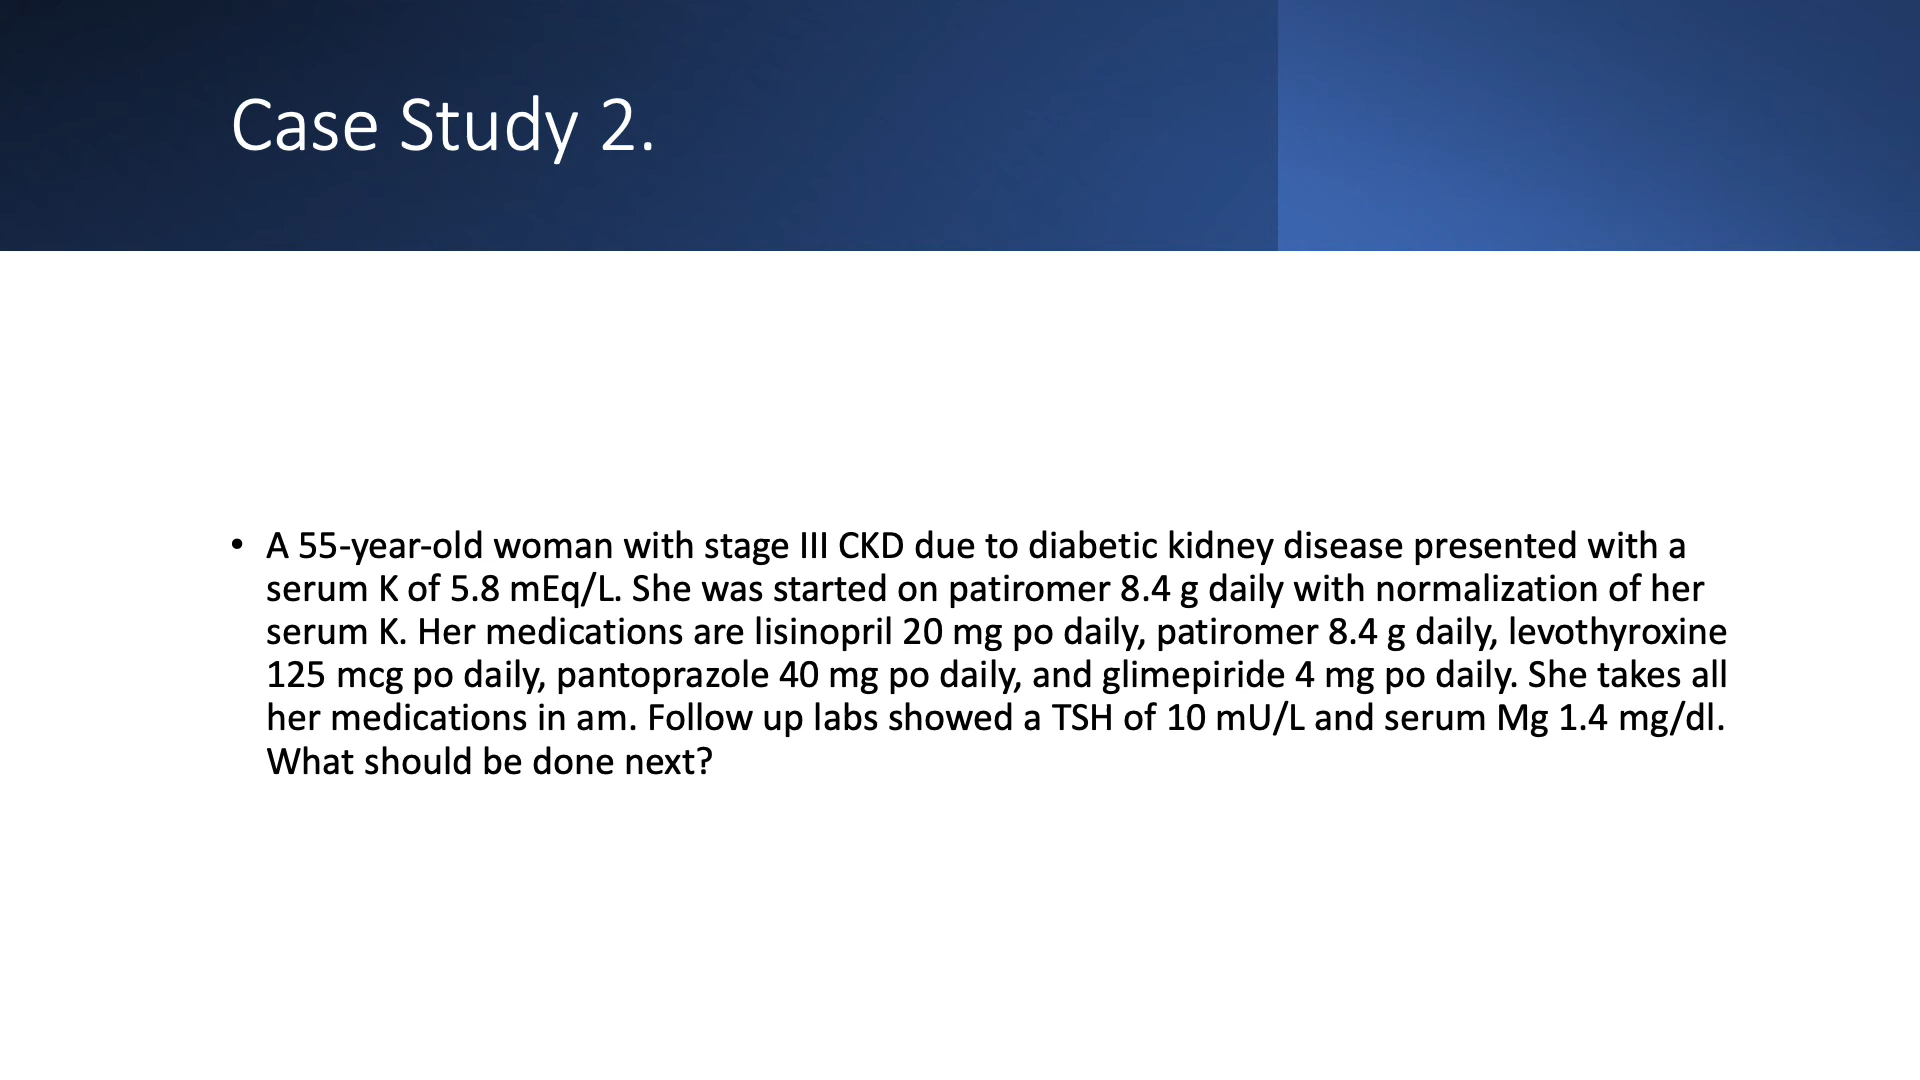 Case Study 2.
• A 55-year-old woman with stage III CKD due to diabetic kidney disease presented with a
serum K of 5.8 mEq/L. She was started on patiromer 8.4 g daily with normalization of her
serum K. Her medications are lisinopril 20 mg po daily, patiromer 8.4 g daily, levothyroxine
125 mcg po daily, pantoprazole 40 mg po daily, and glimepiride 4 mg po daily. She takes all
her medications in am. Follow up labs showed a TSH of 10 mU/L and serum Mg 1.4 mg/dl.
What should be done next?